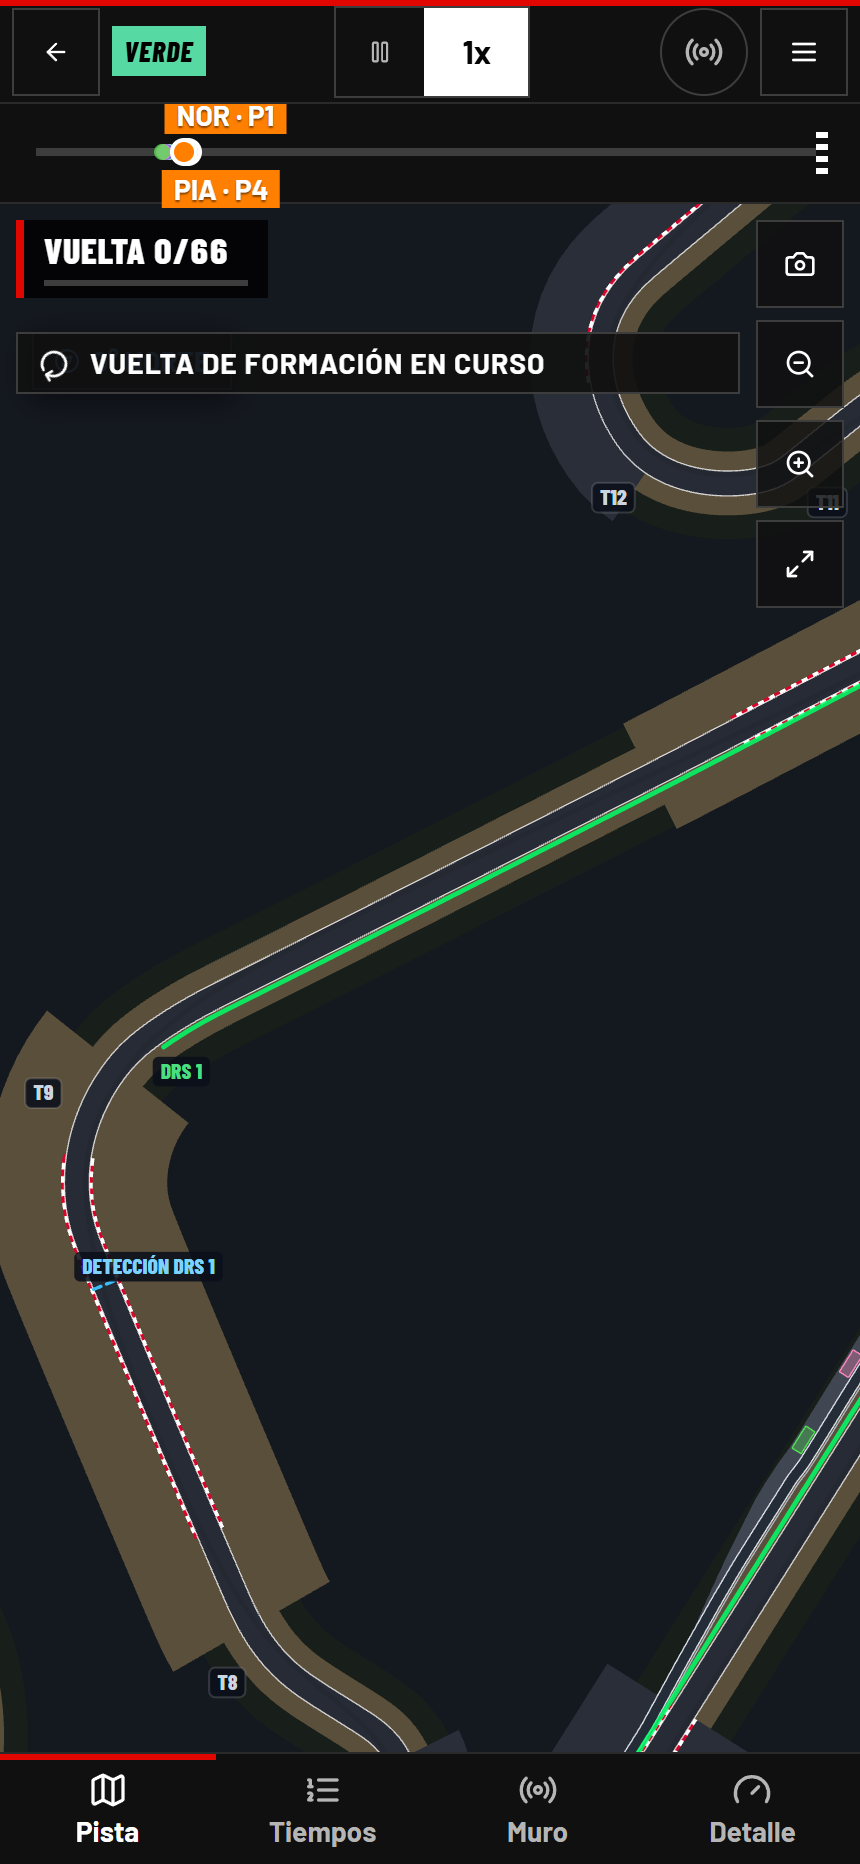 VERDE
1x
NOR · P1
PIA · P4
VUELTA 0/66
VUELTA DE FORMACIÓN EN CURSO
T12
T11
DRS 1
T9
DETECCIÓN DRS 1
T8
Pista
Tiempos
Muro
Detalle